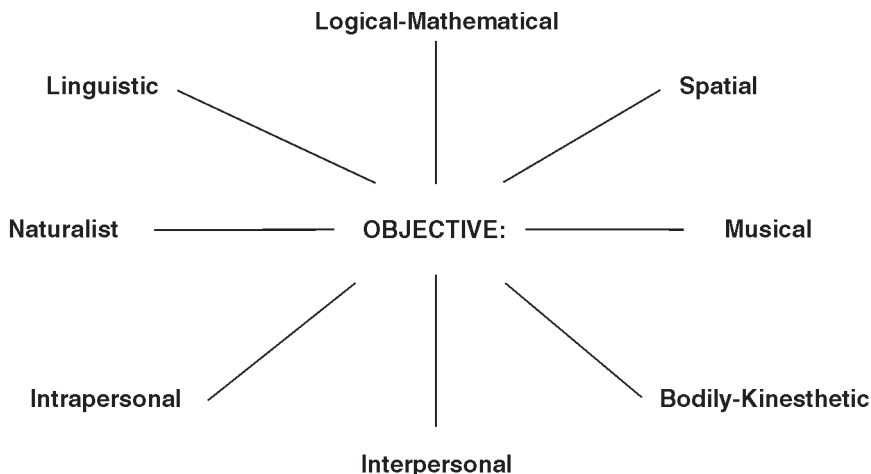 Logical-Mathematical
Linguistic
Spatial
Naturalist
OBJECTIVE:
Musical
Intrapersonal
Bodily-Kinesthetic
Interpersonal